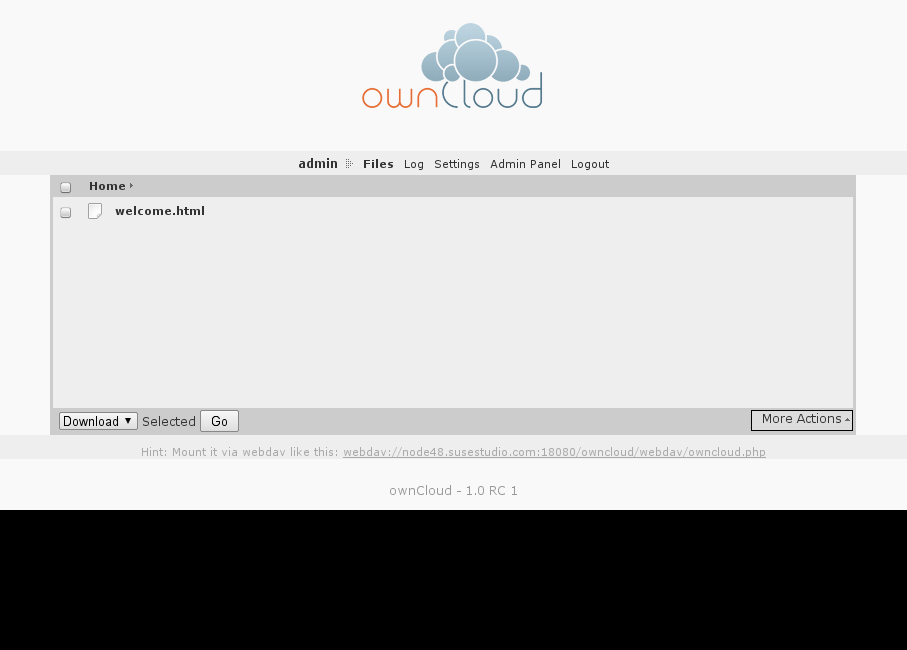 ownCloud
admin Files Log Settings Admin Panel Logout
Home
welcome.html
Download Selected Go More Actions
Hint: Mount it via webdav like this: webdav://node48.susestudio.com:18080/owncloud/webdav/owncloud.php
ownCloud - 1.0 RC 1